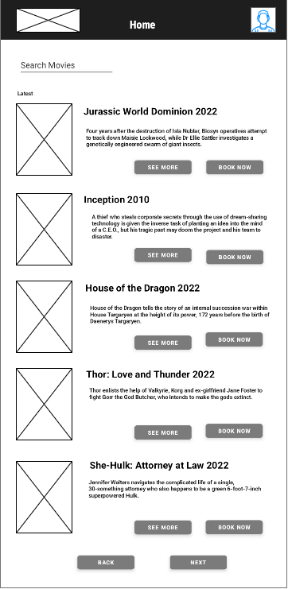 Home
Search Movies
Latest
Jurassic World Dominion 2022
Four years after the destruction of Isla Nublar, Biosyn operatives attempt
to track down Maisie Lockwood, while Dr Ellie Sattler investigates a
genetically engineered swarm of giant insects.
SEE MORE BOOK NOW
Inception 2010
A thief who steals corporate secrets through the use of dream-sharing
technology is given the inverse task of planting an idea into the mind
of a C.E.O., but his tragic past may doom the project and his team to
disaster.
SEE MORE BOOK NOW
House of the Dragon 2022
House of the Dragon tells the story of an internal succession war within
House Targaryen at the height of its power, 172 years before the birth of
Daenerys Targaryen.
SEE MORE BOOK NOW
Thor: Love and Thunder 2022
Thor enlists the help of Valkyrie, Korg and ex-girlfriend Jane Foster to
fight Gorr the God Butcher, who intends to make the gods extinct.
SEE MORE BOOK NOW
She-Hulk: Attorney at Law 2022
Jennifer Walters navigates the complicated life of a single,
30-something attorney who also happens to be a green 6-foot-7-inch
superpowered Hulk.
SEE MORE BOOK NOW
BACK NEXT